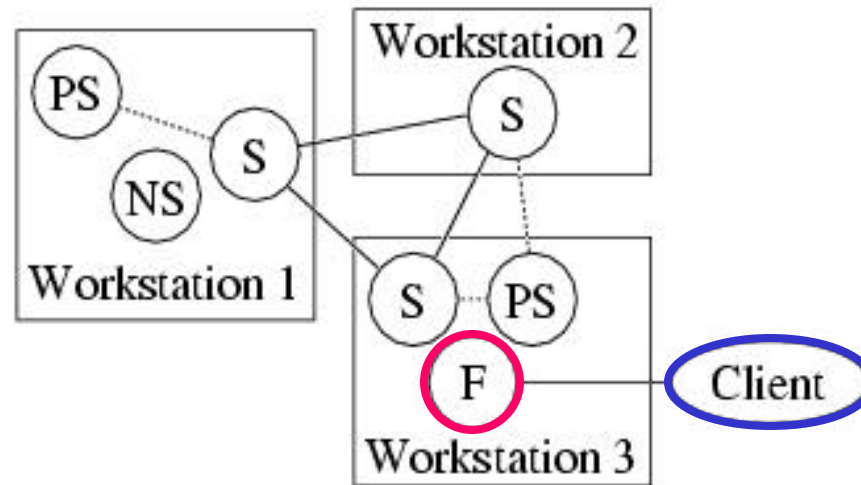 PS
S
NS
Workstation 1
Workstation 2
S
S
PS
F
Client
Workstation 3